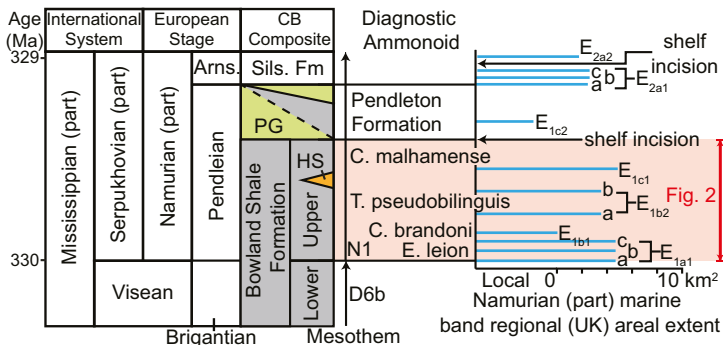 Age (Ma)
International System
European Stage
CB Composite
Diagnostic Ammonoid
329
330
Mississippian (part)
Serpukhovian (part)
Visean
Namurian (part)
Arns.
Pendleian
Brigantian
Sils. Fm
PG
HS
Bowland Shale Formation
Upper
Lower
Mesothem
N1
D6b
Pendleton Formation
C. malhamense
T. pseudobilinguis
C. brandoni
E. leion
E2a2
shelf incision
c
b
a
E2a1
E1c2
shelf incision
E1c1
b
a
E1b2
E1b1
c
b
a
E1a1
Fig. 2
Local 0 10 km²
Namurian (part) marine
band regional (UK) areal extent